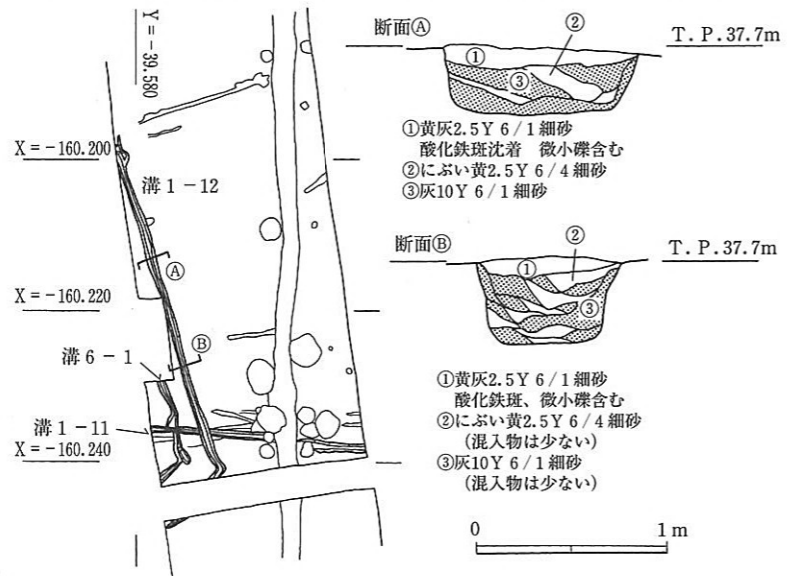 Y=-39.580
X=-160.200
溝1-12
Ⓐ
X=-160.220
Ⓑ
溝6-1
溝1-11
X=-160.240
断面Ⓐ
②
T.P.37.7m
①
③
①黄灰2.5Y 6/1細砂
酸化鉄斑沈着 微小礫含む
②にぶい黄2.5Y 6/4細砂
③灰10Y 6/1細砂
断面Ⓑ
②
T.P.37.7m
①
③
①黄灰2.5Y 6/1細砂
酸化鉄斑、微小礫含む
②にぶい黄2.5Y 6/4細砂
(混入物は少ない)
③灰10Y 6/1細砂
(混入物は少ない)
0 1m